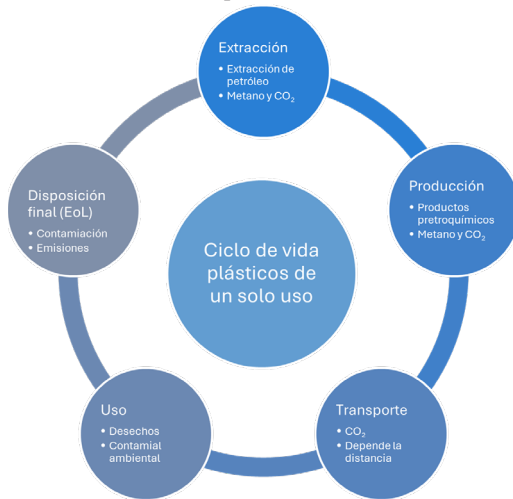 Extracción
• Extracción de
petróleo
• Metano y CO₂
Producción
• Productos
pretroquímicos
• Metano y CO₂
Disposición
final (EoL)
• Contamiación
• Emisiones
Ciclo de vida
plásticos de
un solo uso
Uso
• Desechos
• Contamial
ambiental
Transporte
• CO₂
• Depende la
distancia